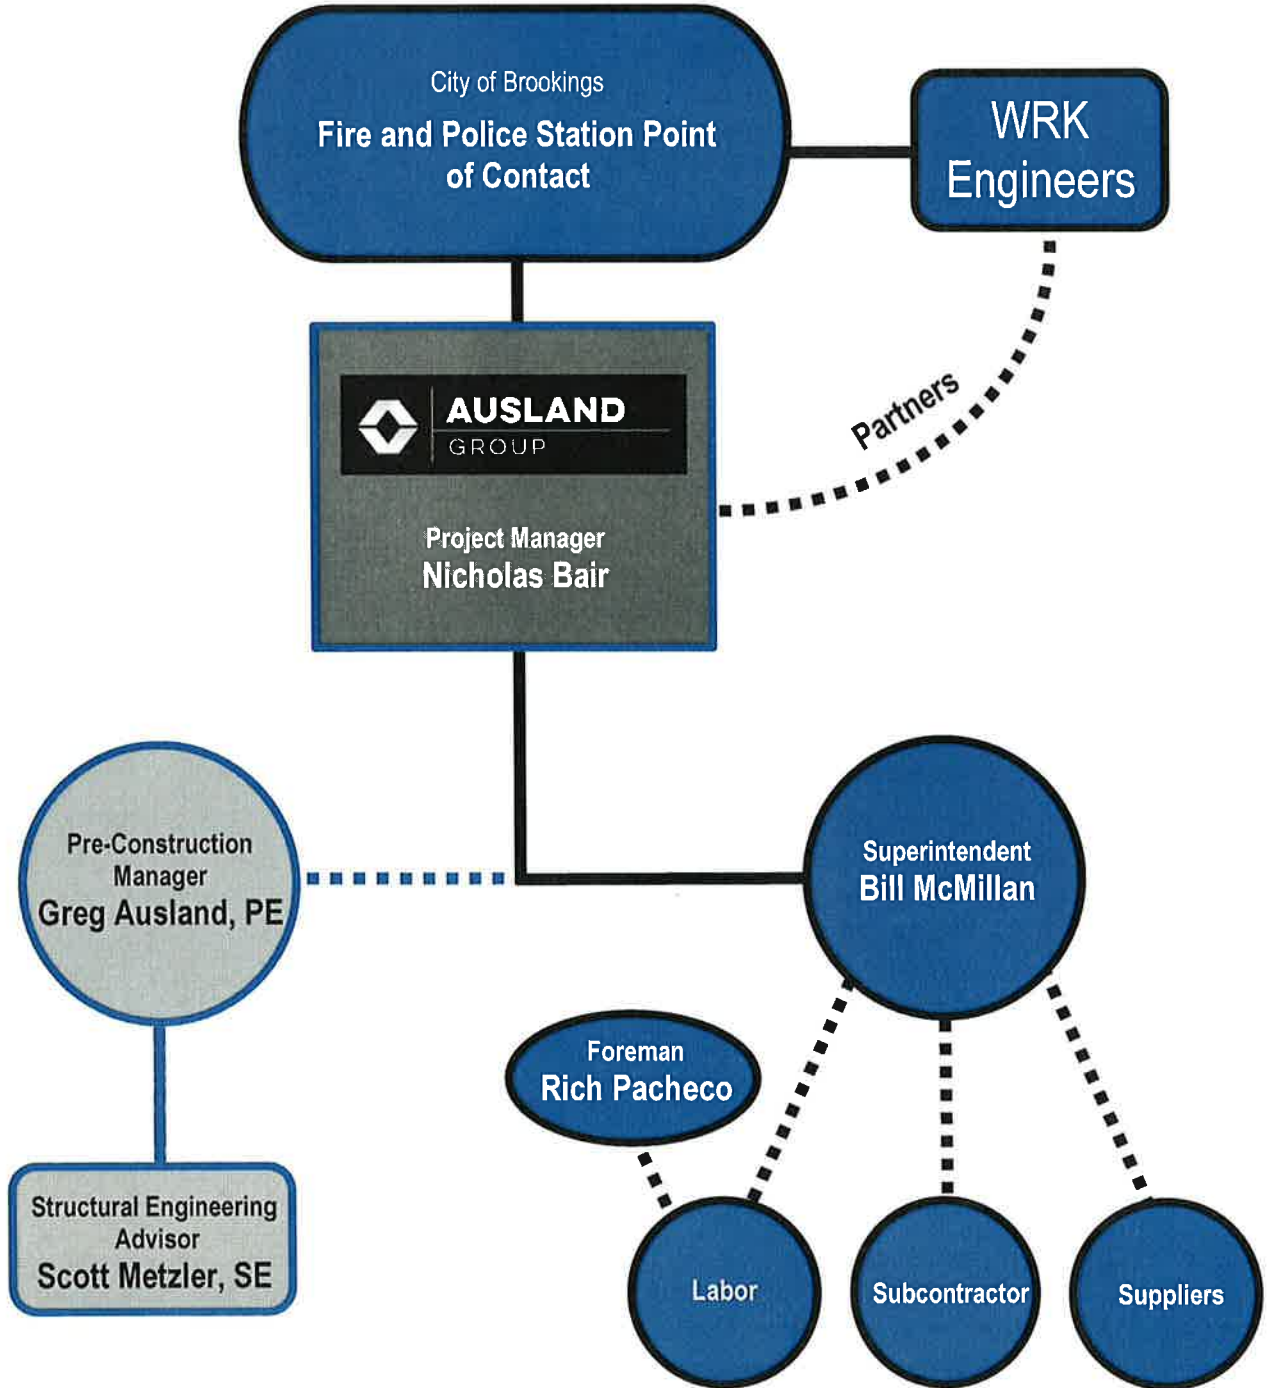 City of Brookings
Fire and Police Station Point
of Contact
WRK
Engineers
AUSLAND
GROUP
Partners
Project Manager
Nicholas Bair
Pre-Construction
Manager
Greg Ausland, PE
Superintendent
Bill McMillan
Foreman
Rich Pacheco
Structural Engineering
Advisor
Scott Metzler, SE
Labor
Subcontractor
Suppliers